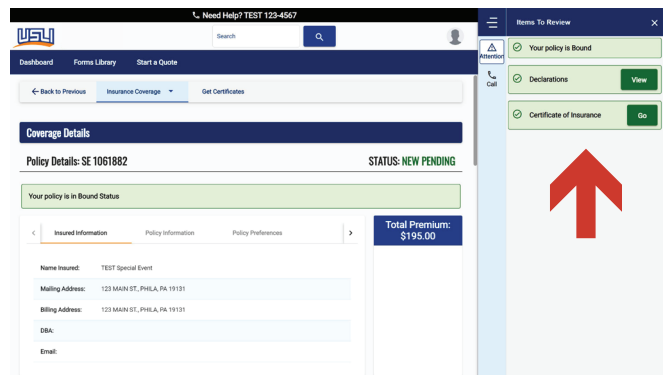 Need Help? TEST 123-4567
USLI
Search
Dashboard Forms Library Start a Quote
Back to Previous Insurance Coverage Get Certificates
Coverage Details
Policy Details: SE 1061882 STATUS: NEW PENDING
Your policy is in Bound Status
Insured Information Policy Information Policy Preferences
Total Premium:
$195.00
Name Insured: TEST Special Event
Mailing Address: 123 MAIN ST., PHILA, PA 19131
Billing Address: 123 MAIN ST., PHILA, PA 19131
DBA:
Email:
Attention
Call
Items To Review
Your policy is Bound
Declarations View
Certificate of Insurance Go